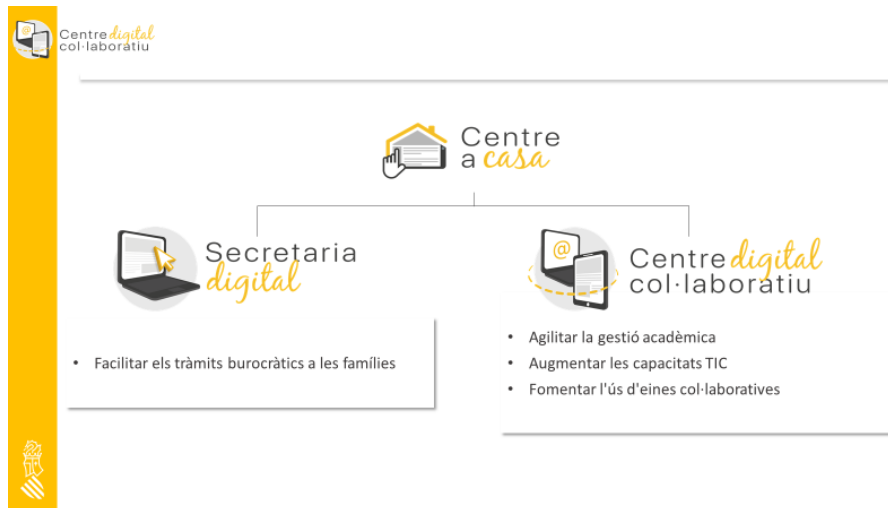 Centre digital
col·laboratiu
Centre
a casa
Secretaria
digital
Centre digital
col·laboratiu
@
• Facilitar els tràmits burocràtics a les famílies
• Agilitar la gestió acadèmica
• Augmentar les capacitats TIC
• Fomentar l'ús d'eines col·laboratives